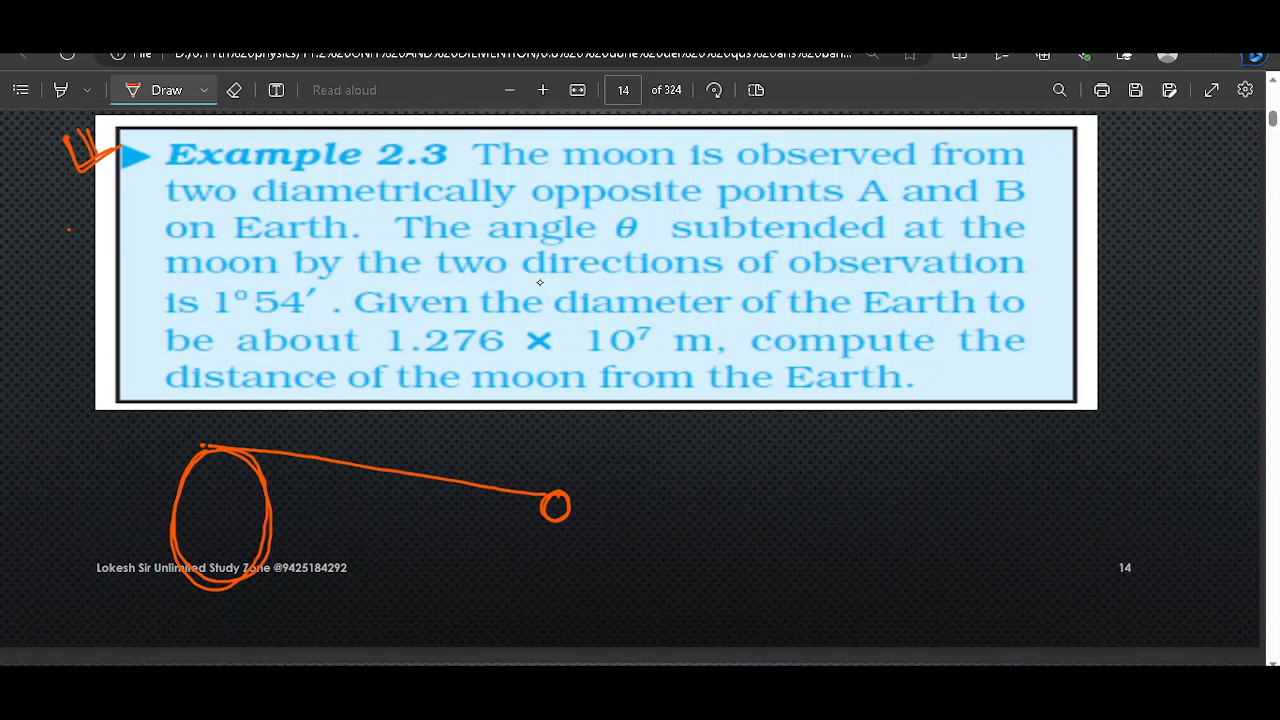 Draw
Read aloud
14
of 324
Example 2.3 The moon is observed from
two diametrically opposite points A and B
on Earth. The angle θ subtended at the
moon by the two directions of observation
is 1° 54′ . Given the diameter of the Earth to
be about 1.276 × 10⁷ m, compute the
distance of the moon from the Earth.
Lokesh Sir Unlimited Study Zone @9425184292
14